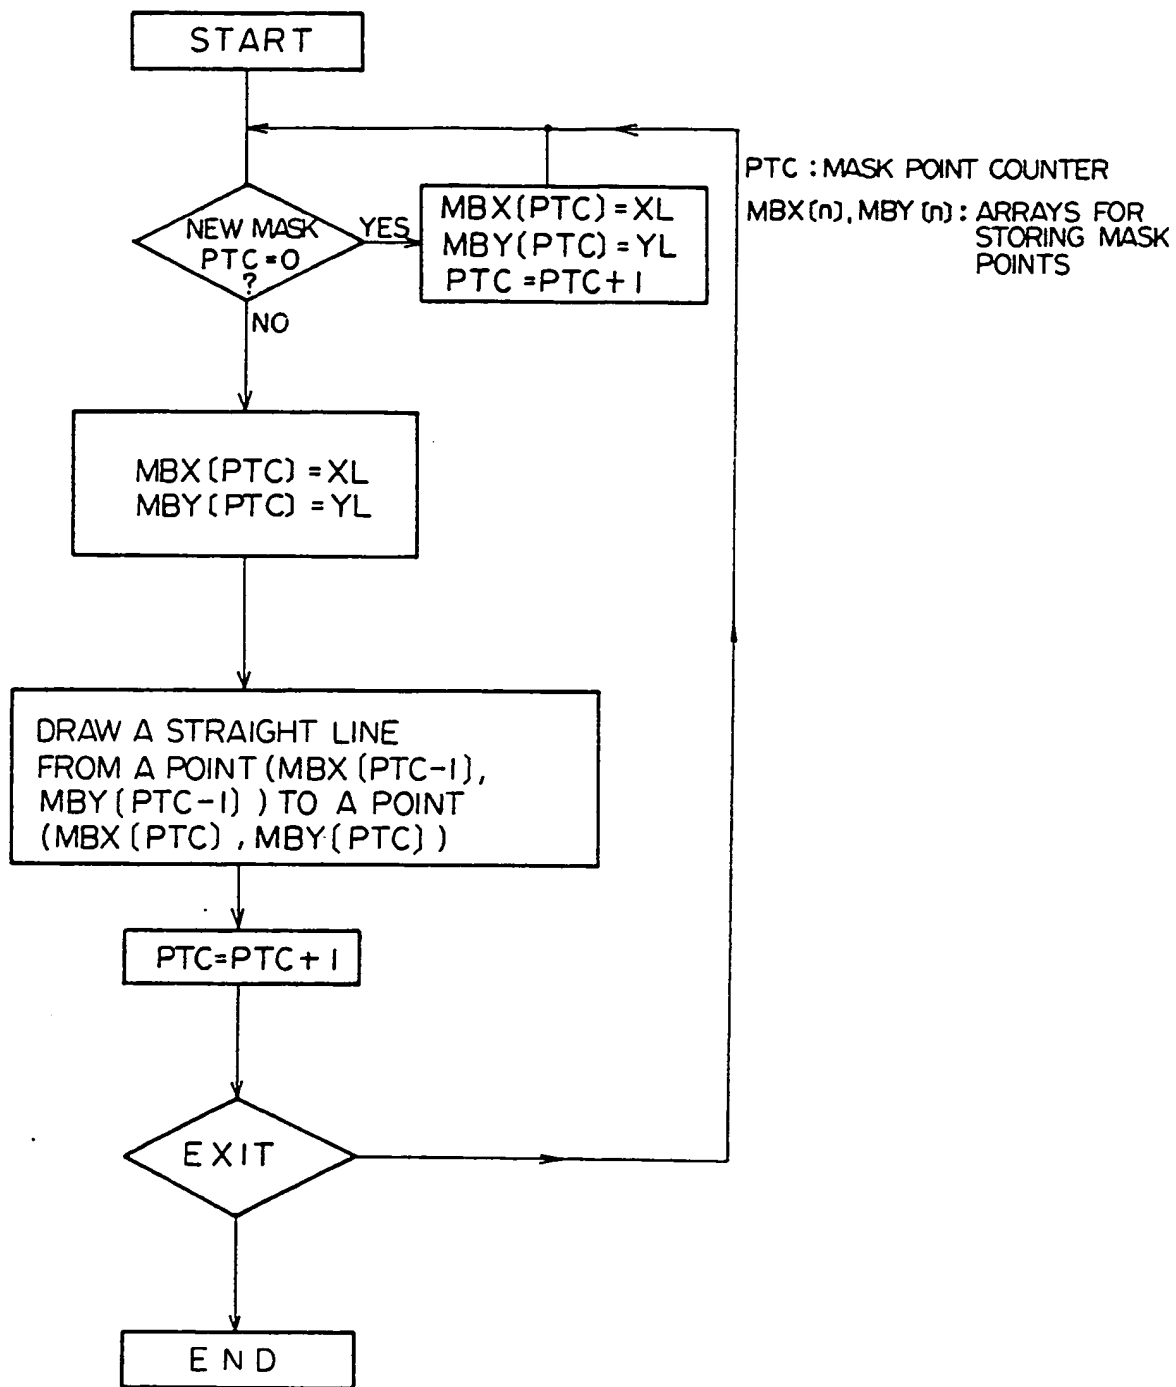 START
NEW MASK
PTC=0
?
YES
NO
MBX(PTC)=XL
MBY(PTC)=YL
PTC=PTC+1
PTC : MASK POINT COUNTER
MBX(n), MBY(n) : ARRAYS FOR
STORING MASK
POINTS
MBX(PTC)=XL
MBY(PTC)=YL
DRAW A STRAIGHT LINE
FROM A POINT (MBX(PTC-1),
MBY(PTC-1)) TO A POINT
(MBX(PTC), MBY(PTC))
PTC=PTC+1
EXIT
END